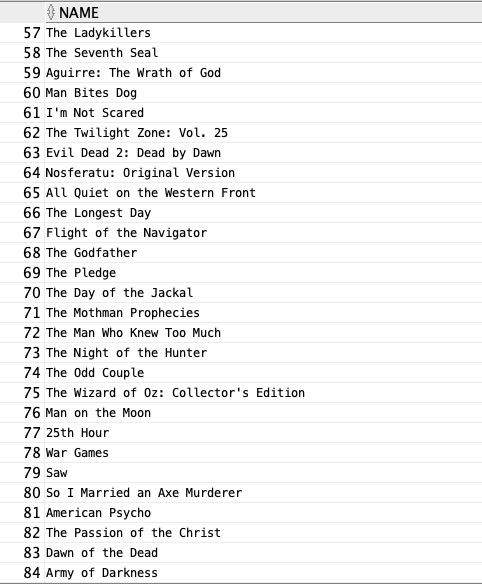 NAME
57 The Ladykillers
58 The Seventh Seal
59 Aguirre: The Wrath of God
60 Man Bites Dog
61 I'm Not Scared
62 The Twilight Zone: Vol. 25
63 Evil Dead 2: Dead by Dawn
64 Nosferatu: Original Version
65 All Quiet on the Western Front
66 The Longest Day
67 Flight of the Navigator
68 The Godfather
69 The Pledge
70 The Day of the Jackal
71 The Mothman Prophecies
72 The Man Who Knew Too Much
73 The Night of the Hunter
74 The Odd Couple
75 The Wizard of Oz: Collector's Edition
76 Man on the Moon
77 25th Hour
78 War Games
79 Saw
80 So I Married an Axe Murderer
81 American Psycho
82 The Passion of the Christ
83 Dawn of the Dead
84 Army of Darkness